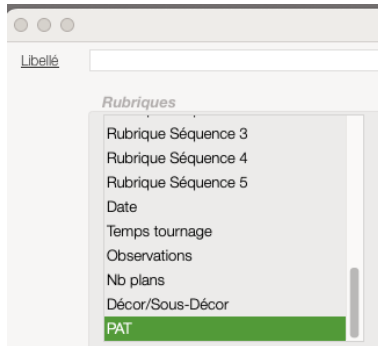 Libellé
Rubriques
Rubrique Séquence 3
Rubrique Séquence 4
Rubrique Séquence 5
Date
Temps tournage
Observations
Nb plans
Décor/Sous-Décor
PAT